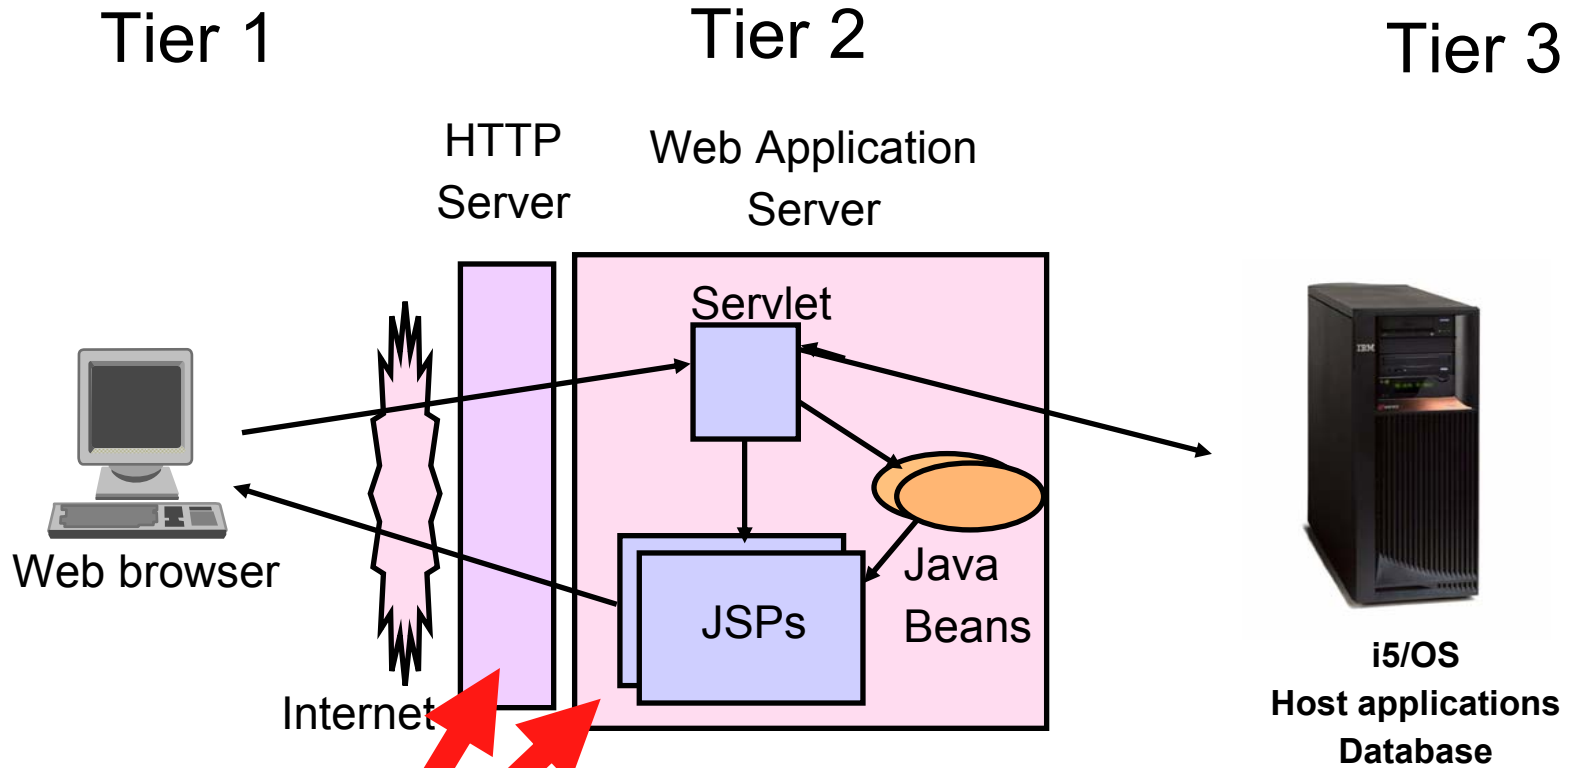 Tier 1
Tier 2
Tier 3
HTTP
Server
Web Application
Server
Servlet
IBM
Web browser
Java
Beans
JSPs
Internet
i5/OS
Host applications
Database